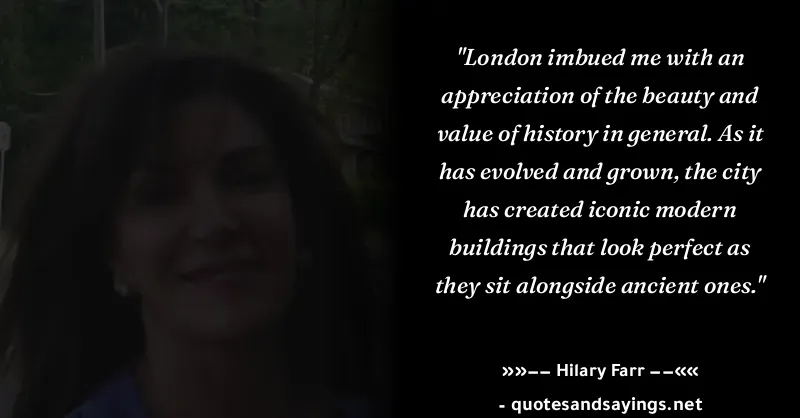 "London imbued me with an
appreciation of the beauty and
value of history in general. As it
has evolved and grown, the city
has created iconic modern
buildings that look perfect as
they sit alongside ancient ones."
»»–– Hilary Farr ––««
- quotesandsayings.net